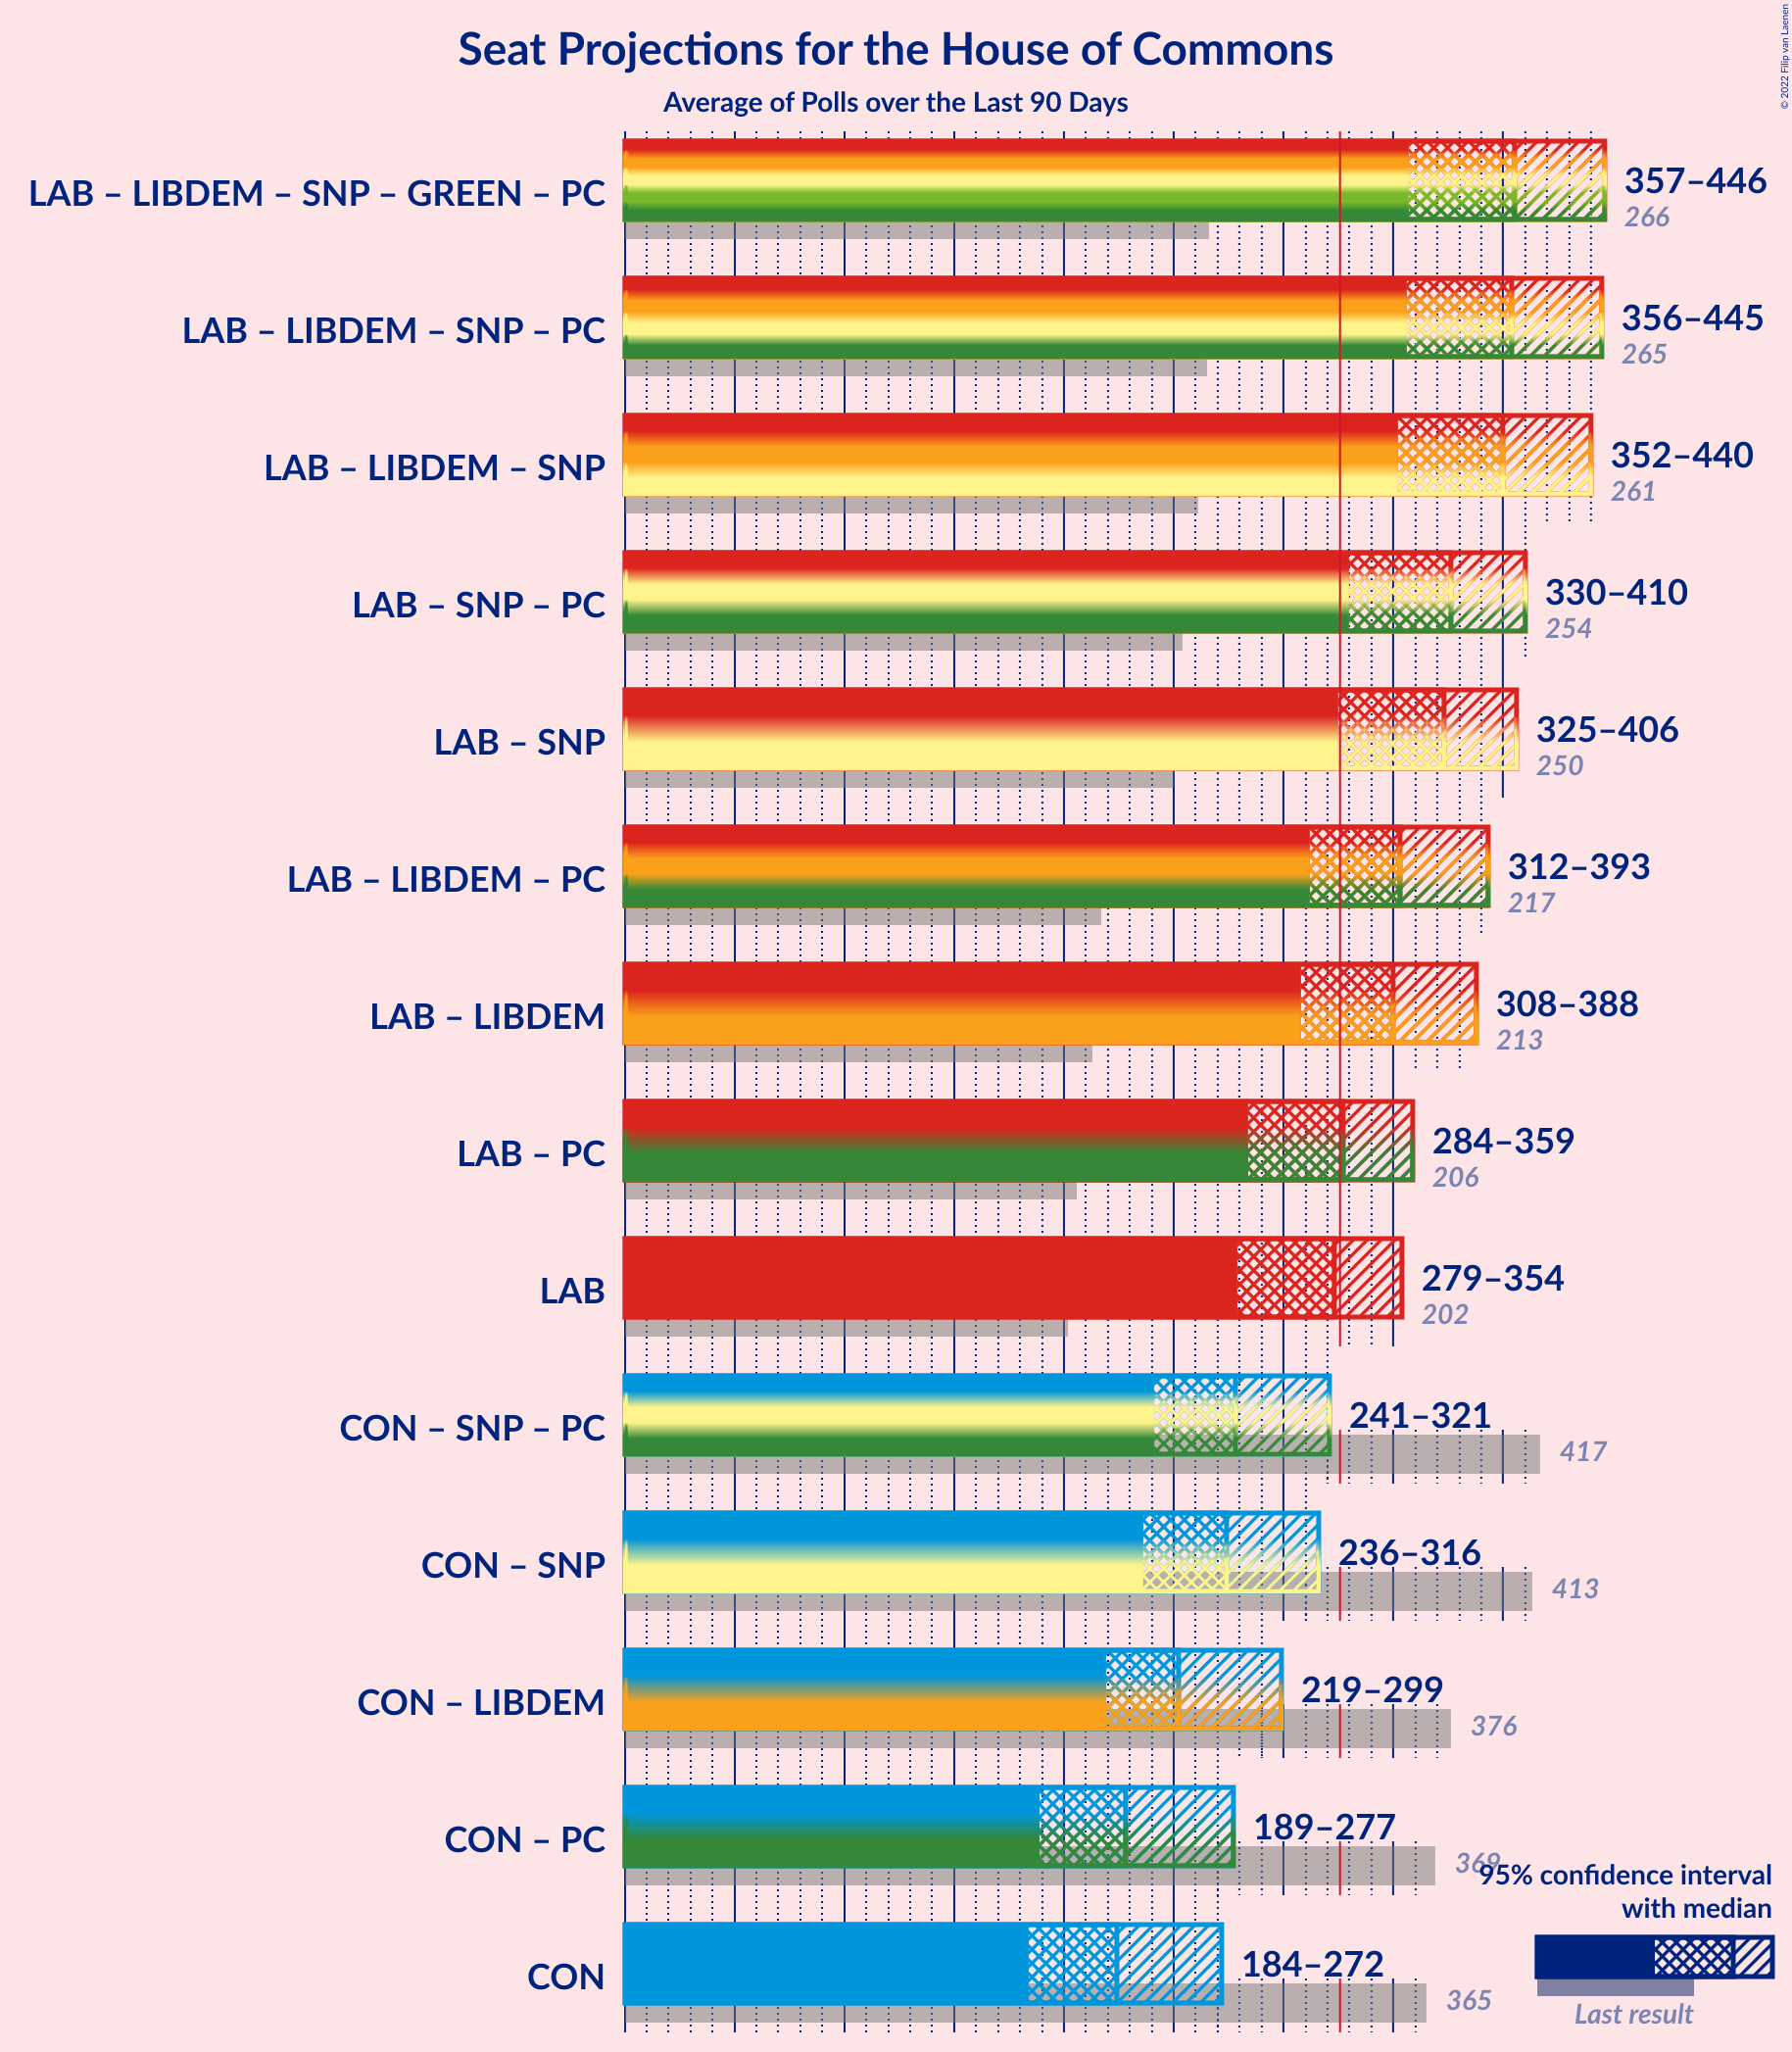 Seat Projections for the House of Commons
Average of Polls over the Last 90 Days
© 2022 Filip van Laenen
LAB – LIBDEM – SNP – GREEN – PC
357–446
266
LAB – LIBDEM – SNP – PC
356–445
265
LAB – LIBDEM – SNP
352–440
261
LAB – SNP – PC
330–410
254
LAB – SNP
325–406
250
LAB – LIBDEM – PC
312–393
217
LAB – LIBDEM
308–388
213
LAB – PC
284–359
206
LAB
279–354
202
CON – SNP – PC
241–321
417
CON – SNP
236–316
413
CON – LIBDEM
219–299
376
CON – PC
189–277
369
CON
184–272
365
95% confidence interval
with median
Last result